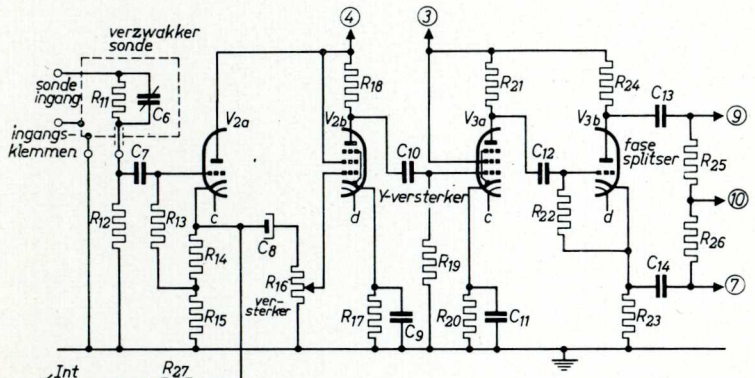 verzwakker
sonde
④
③
sonde
ingang
R11
C6
R18
R21
R24
C13
⑨
ingangs-
klemmen
V2a
V2b
V3a
V3b
C7
C10
C12
fase
splitser
R25
Y-versterker
⑩
R12
R13
c
d
c
R22
d
R26
C8
R14
R19
C14
⑦
R16
ver-
sterker
R15
R17
C9
R20
C11
R23
Int
R27